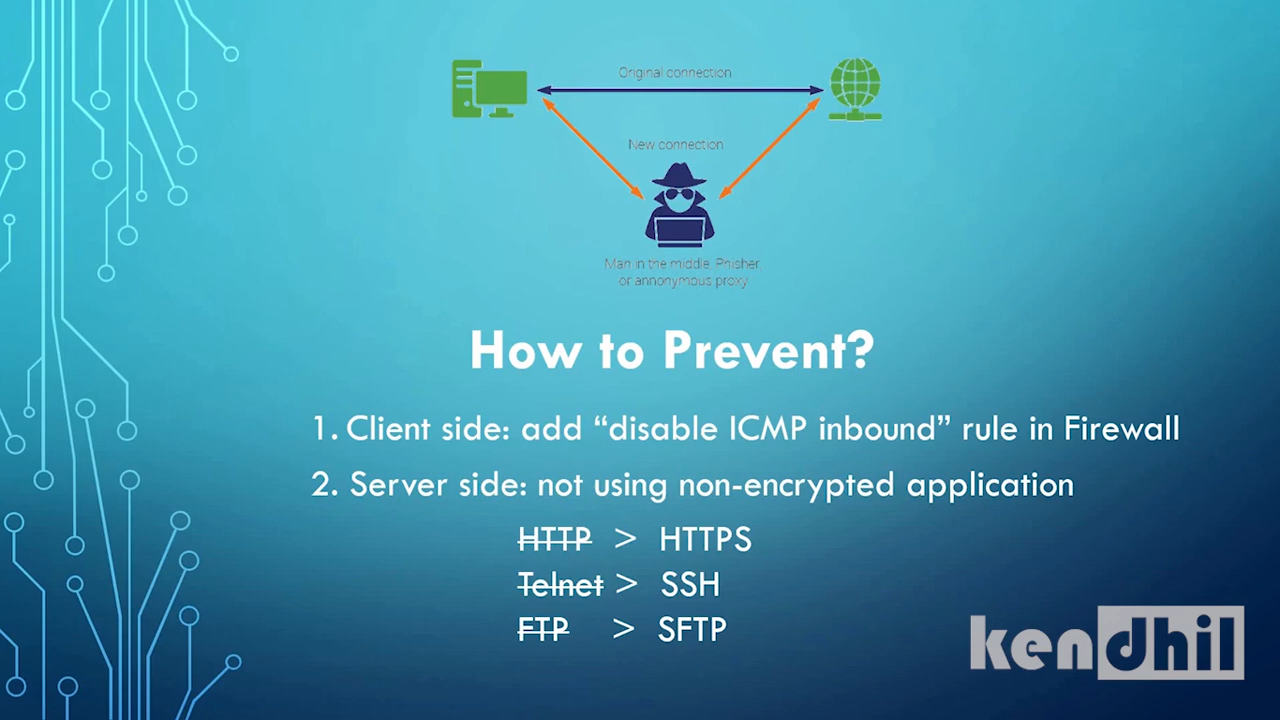 Original connection
New connection
Man in the middle, Phisher
or annonymous proxy
How to Prevent?
1. Client side: add “disable ICMP inbound” rule in Firewall
2. Server side: not using non-encrypted application
HTTP > HTTPS
Telnet > SSH
FTP > SFTP
kendhil